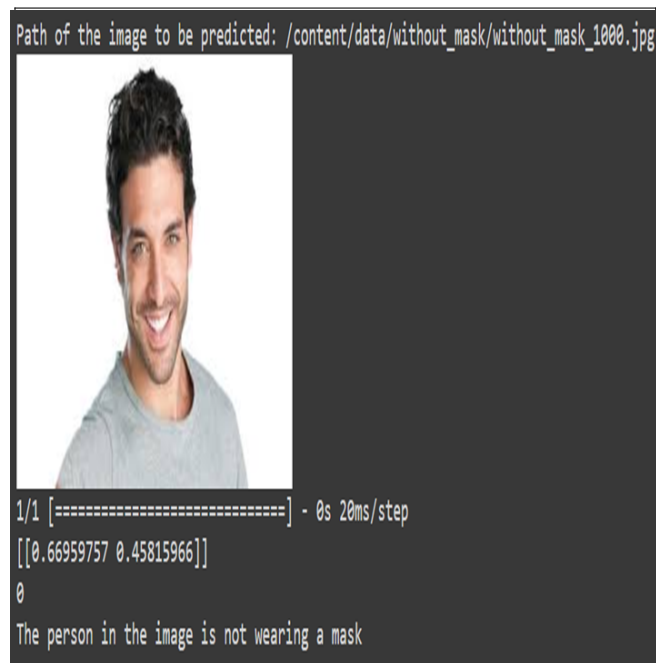 Path of the image to be predicted: /content/data/without_mask/without_mask_1000.jpg
1/1 [==============================] - 0s 20ms/step
[[0.66959757 0.45815966]]
0
The person in the image is not wearing a mask